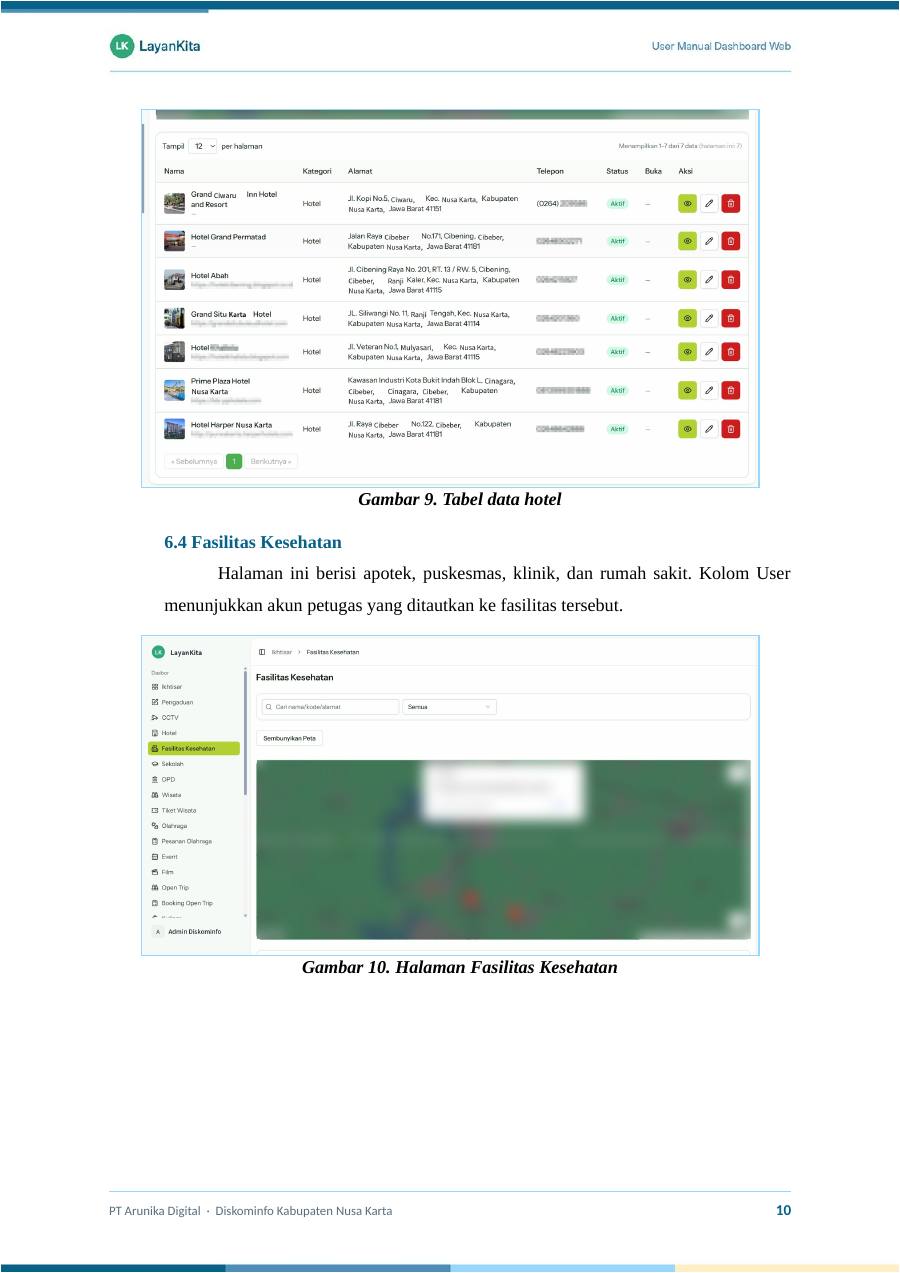 LK LayanKita
User Manual Dashboard Web
Tampil 12 per halaman
Menampilkan 1-7 dari 7 data (halaman ini: 7)
Nama Kategori Alamat Telepon Status Buka Aksi
Grand Ciwaru Inn Hotel
and Resort
–
Hotel
Jl. Kopi No.5, Ciwaru, Kec. Nusa Karta, Kabupaten
Nusa Karta, Jawa Barat 41151
(0264)
Aktif –
Hotel Grand Permatad
–
Hotel
Jalan Raya Cibeber No.171, Cibening, Cibeber,
Kabupaten Nusa Karta, Jawa Barat 41181
Aktif –
Hotel Abah
Hotel
Jl. Cibening Raya No. 201, RT. 13 / RW. 5, Cibening,
Cibeber, Ranji Kaler, Kec. Nusa Karta, Kabupaten
Nusa Karta, Jawa Barat 41115
Aktif –
Grand Situ Karta Hotel
Hotel
JL. Siliwangi No. 11, Ranji Tengah, Kec. Nusa Karta,
Kabupaten Nusa Karta, Jawa Barat 41114
Aktif –
Hotel
Hotel
Jl. Veteran No.1, Mulyasari, Kec. Nusa Karta,
Kabupaten Nusa Karta, Jawa Barat 41115
Aktif –
Prime Plaza Hotel
Nusa Karta
Hotel
Kawasan Industri Kota Bukit Indah Blok L, Cinagara,
Cibeber, Cinagara, Cibeber, Kabupaten
Nusa Karta, Jawa Barat 41181
Aktif –
Hotel Harper Nusa Karta
Hotel
Jl. Raya Cibeber No.122, Cibeber, Kabupaten
Nusa Karta, Jawa Barat 41181
Aktif –
« Sebelumnya 1 Berikutnya »
Gambar 9. Tabel data hotel
6.4 Fasilitas Kesehatan
Halaman ini berisi apotek, puskesmas, klinik, dan rumah sakit. Kolom User
menunjukkan akun petugas yang ditautkan ke fasilitas tersebut.
LK LayanKita
Dasbor
Ikhtisar
Pengaduan
CCTV
Hotel
Fasilitas Kesehatan
Sekolah
OPD
Wisata
Tiket Wisata
Olahraga
Pesanan Olahraga
Event
Film
Open Trip
Booking Open Trip
A Admin Diskominfo
Ikhtisar > Fasilitas Kesehatan
Fasilitas Kesehatan
Cari nama/kode/alamat Semua
Sembunyikan Peta
Gambar 10. Halaman Fasilitas Kesehatan
PT Arunika Digital · Diskominfo Kabupaten Nusa Karta
10